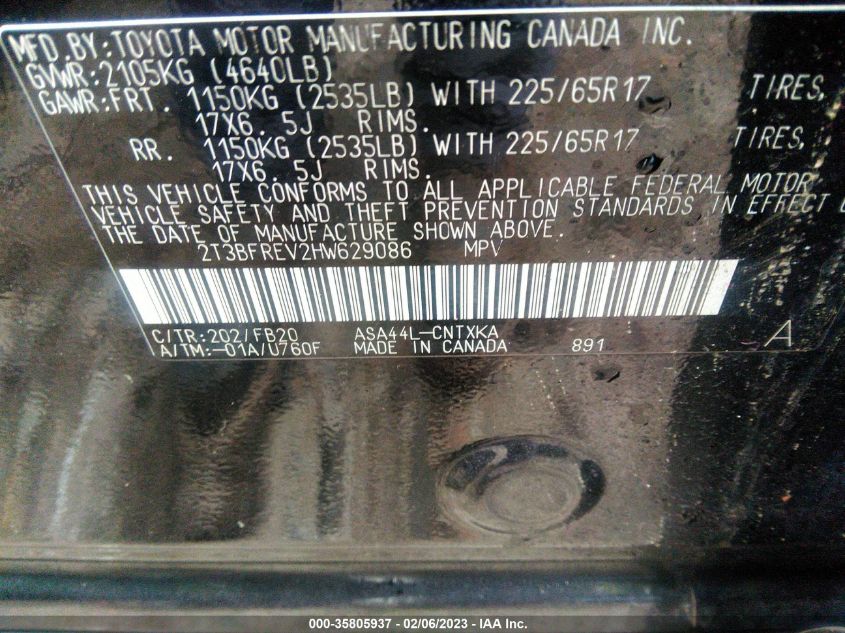 MFD.BY:TOYOTA MOTOR MANUFACTURING CANADA INC.
GVWR:2105KG (4640LB)
GAWR:FRT. 1150KG (2535LB) WITH 225/65R17 TIRES,
17X6.5J RIMS.
RR. 1150KG (2535LB) WITH 225/65R17 TIRES,
17X6.5J RIMS.
THIS VEHICLE CONFORMS TO ALL APPLICABLE FEDERAL MOTOR
VEHICLE SAFETY AND THEFT PREVENTION STANDARDS IN EFFECT
THE DATE OF MANUFACTURE SHOWN ABOVE.
2T3BFREV2HW629086 MPV
C/TR:202/FB20 ASA44L-CNTXKA A
A/TM:-01A/U760F MADE IN CANADA 891
000-35805937 - 02/06/2023 - IAA Inc.